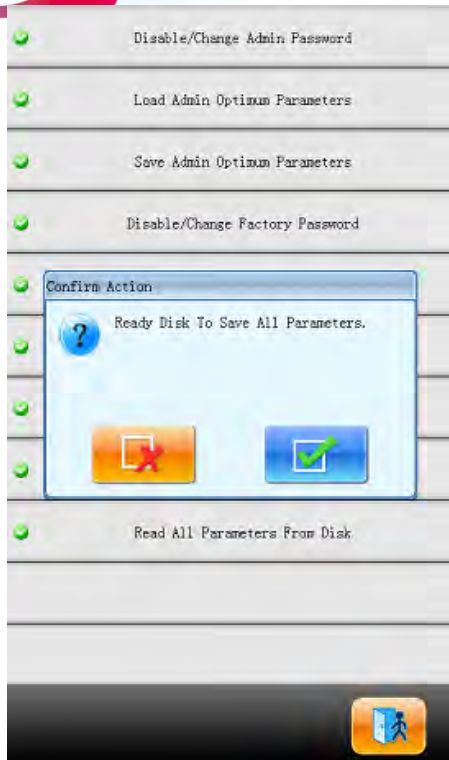 Disable/Change Admin Password
Load Admin Optimum Parameters
Save Admin Optimum Parameters
Disable/Change Factory Password
Confirm Action
Ready Disk To Save All Parameters.
Read All Parameters From Disk